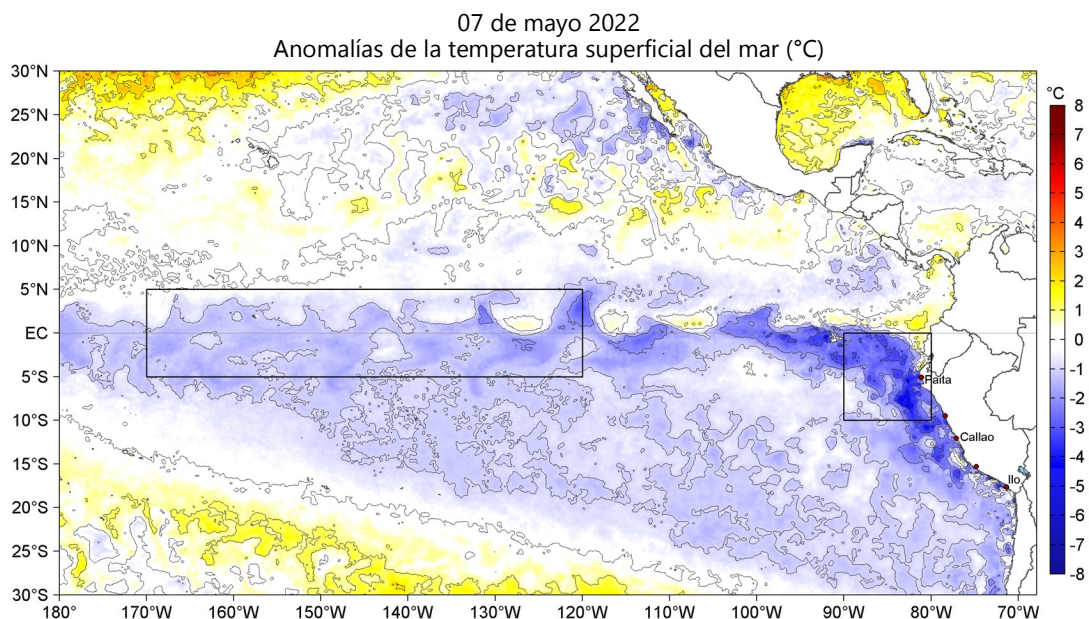 07 de mayo 2022
Anomalías de la temperatura superficial del mar (°C)
30°N
25°N
20°N
15°N
10°N
5°N
EC
5°S
10°S
15°S
20°S
25°S
30°S
180
170°W
160°W
150°W
140°W
130°W
120°W
110°W
100°W
90°W
80°W
70°W
Paita
Callao
Ilo
°C
8
7
6
5
4
3
2
1
0
-1
-2
-3
-4
-5
-6
-7
-8